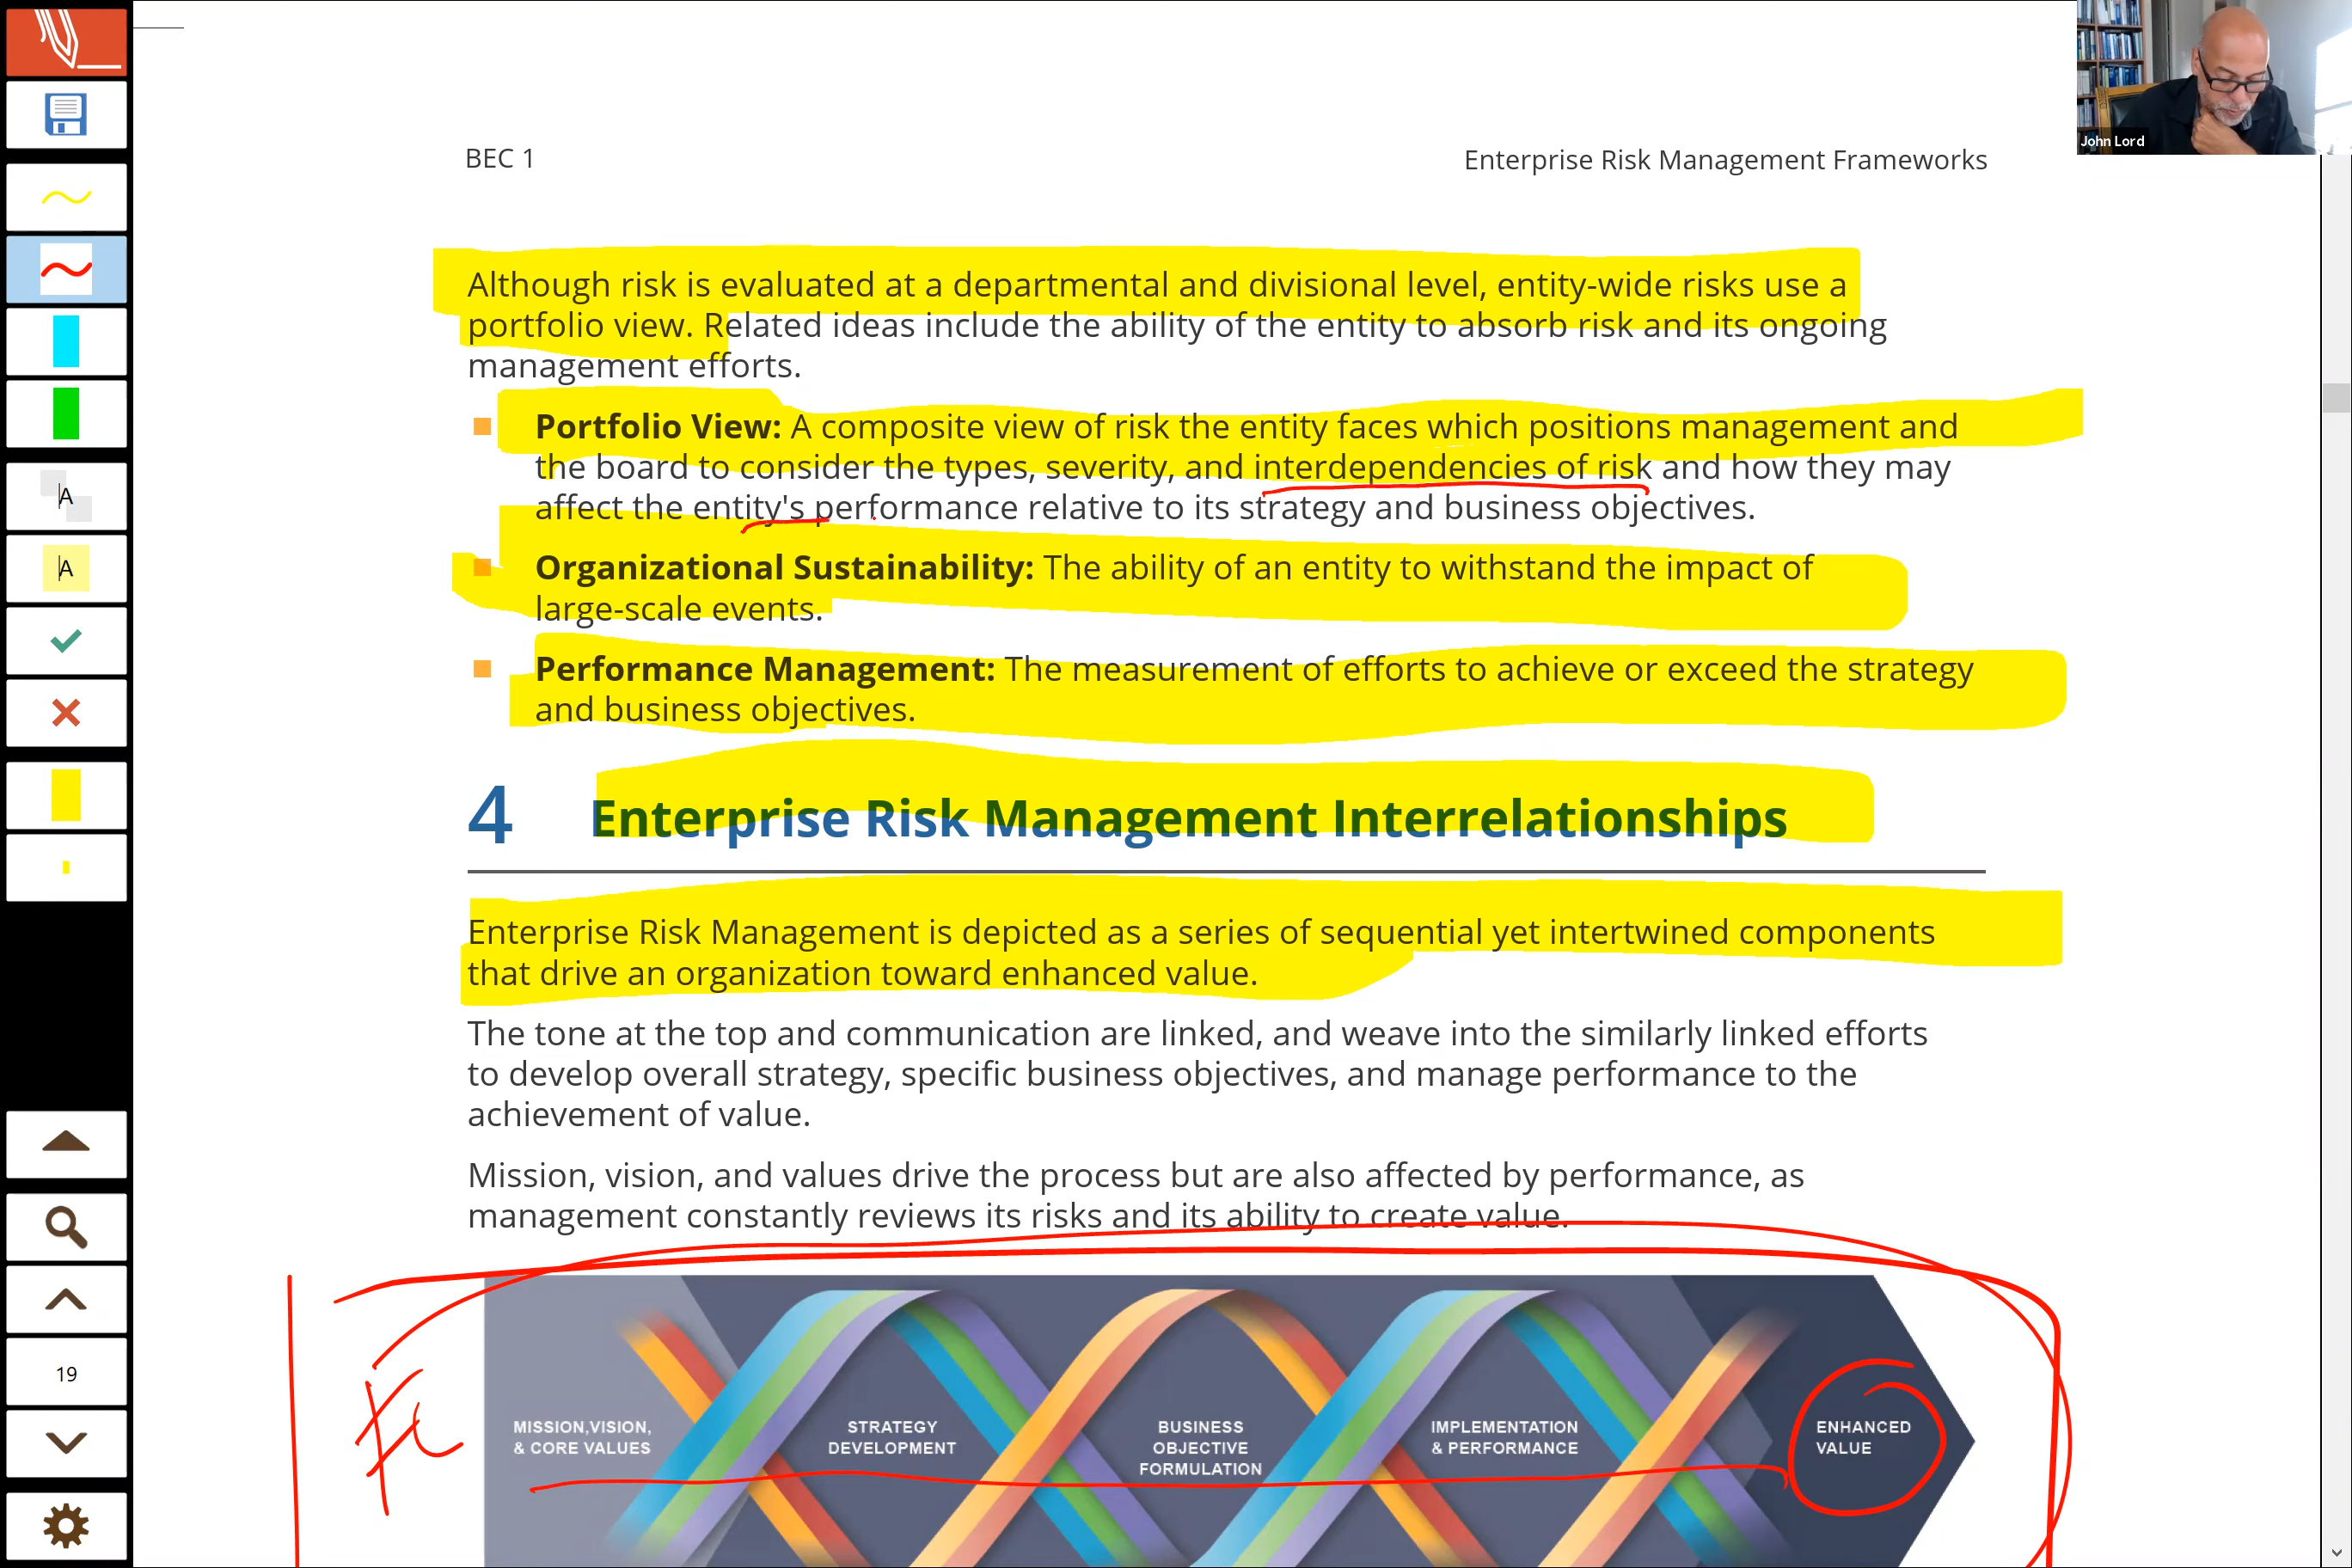 BEC 1
Enterprise Risk Management Frameworks
John Lord
Although risk is evaluated at a departmental and divisional level, entity-wide risks use a
portfolio view. Related ideas include the ability of the entity to absorb risk and its ongoing
management efforts.
Portfolio View: A composite view of risk the entity faces which positions management and
the board to consider the types, severity, and interdependencies of risk and how they may
affect the entity's performance relative to its strategy and business objectives.
Organizational Sustainability: The ability of an entity to withstand the impact of
large-scale events.
Performance Management: The measurement of efforts to achieve or exceed the strategy
and business objectives.
4 Enterprise Risk Management Interrelationships
Enterprise Risk Management is depicted as a series of sequential yet intertwined components
that drive an organization toward enhanced value.
The tone at the top and communication are linked, and weave into the similarly linked efforts
to develop overall strategy, specific business objectives, and manage performance to the
achievement of value.
Mission, vision, and values drive the process but are also affected by performance, as
management constantly reviews its risks and its ability to create value.
MISSION, VISION,
& CORE VALUES
STRATEGY
DEVELOPMENT
BUSINESS
OBJECTIVE
FORMULATION
IMPLEMENTATION
& PERFORMANCE
ENHANCED
VALUE
A
A
19